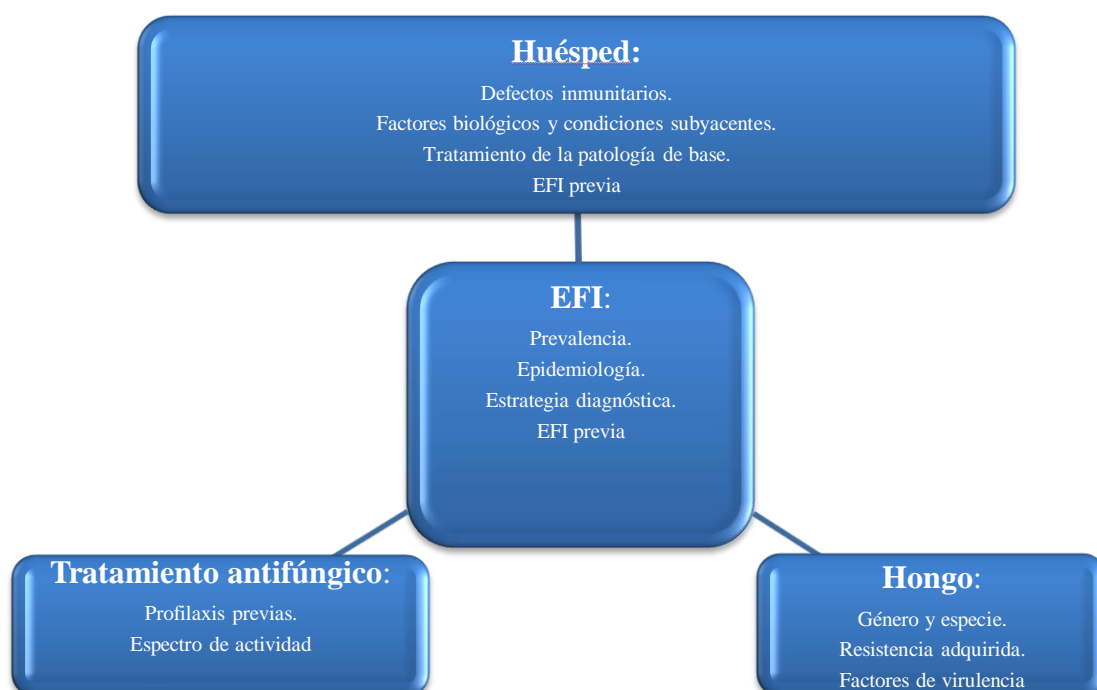 Huésped:
Defectos inmunitarios.
Factores biológicos y condiciones subyacentes.
Tratamiento de la patología de base.
EFI previa
EFI:
Prevalencia.
Epidemiología.
Estrategia diagnóstica.
EFI previa
Tratamiento antifúngico:
Profilaxis previas.
Espectro de actividad
Hongo:
Género y especie.
Resistencia adquirida.
Factores de virulencia